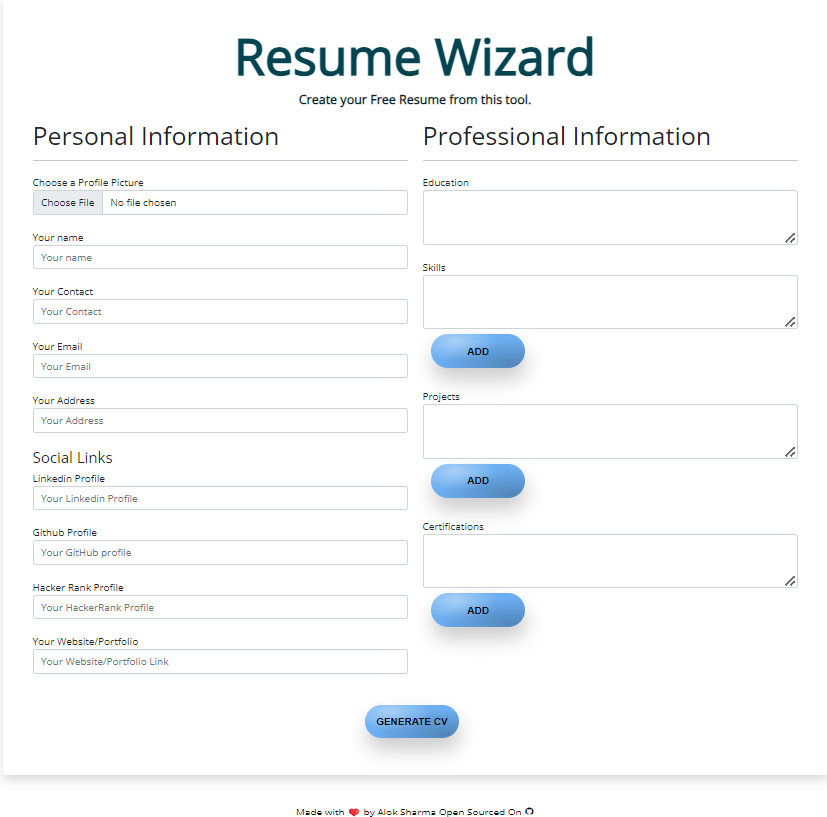 Resume Wizard
Create your Free Resume from this tool.
Personal Information
Choose a Profile Picture
Choose File No file chosen
Your name
Your name
Your Contact
Your Contact
Your Email
Your Email
Your Address
Your Address
Social Links
Linkedin Profile
Your Linkedin Profile
Github Profile
Your GitHub profile
Hacker Rank Profile
Your HackerRank Profile
Your Website/Portfolio
Your Website/Portfolio Link
Professional Information
Education
Skills
ADD
Projects
ADD
Certifications
ADD
GENERATE CV
Made with ❤ by Alok Sharma Open Sourced On